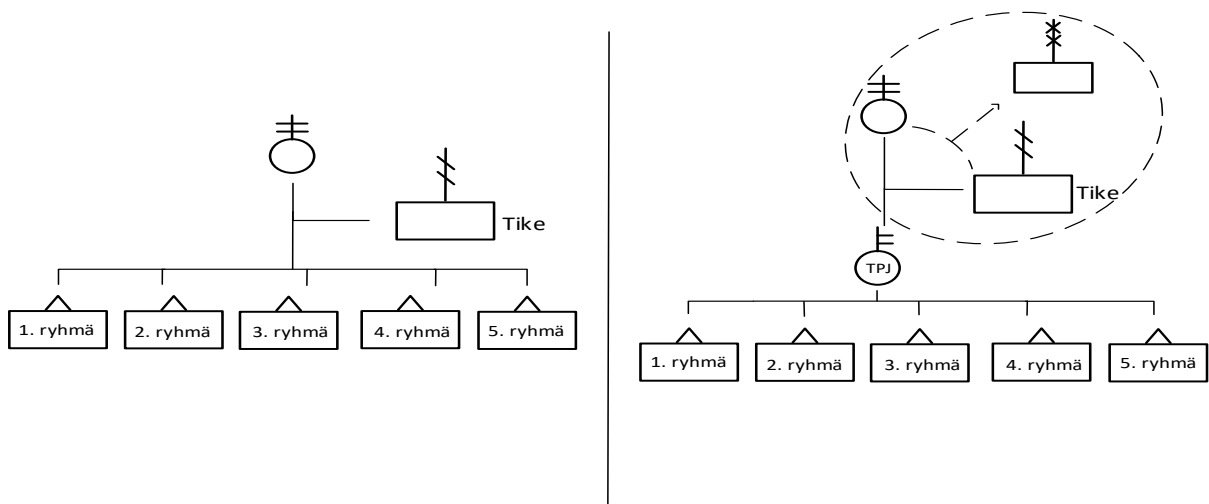 Tike
1. ryhmä
2. ryhmä
3. ryhmä
4. ryhmä
5. ryhmä
Tike
TPJ
1. ryhmä
2. ryhmä
3. ryhmä
4. ryhmä
5. ryhmä